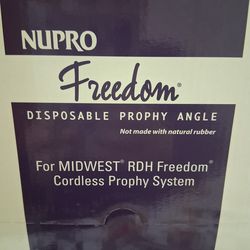 NUPRO
Freedom®
DISPOSABLE PROPHY ANGLE
Not made with natural rubber
For MIDWEST® RDH Freedom®
Cordless Prophy System